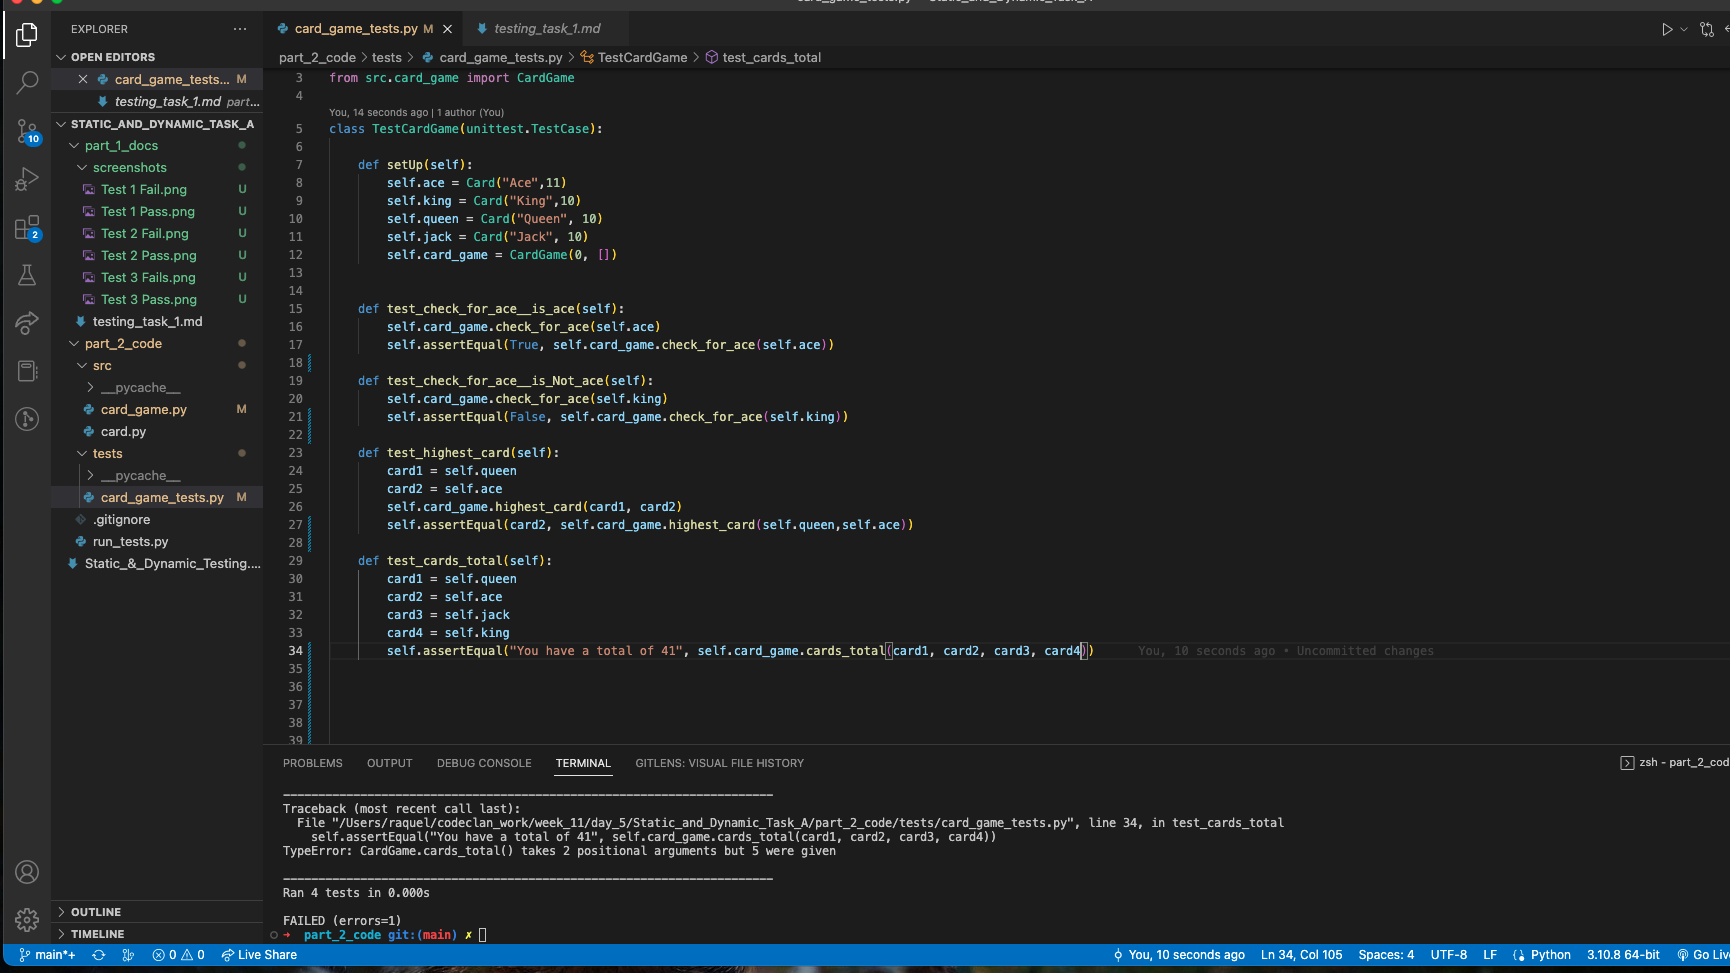 EXPLORER
OPEN EDITORS
card_game_tests... M
testing_task_1.md part...
STATIC_AND_DYNAMIC_TASK_A
part_1_docs
screenshots
Test 1 Fail.png U
Test 1 Pass.png U
Test 2 Fail.png U
Test 2 Pass.png U
Test 3 Fails.png U
Test 3 Pass.png U
testing_task_1.md
part_2_code
src
__pycache__
card_game.py M
card.py
tests
__pycache__
card_game_tests.py M
.gitignore
run_tests.py
Static_&_Dynamic_Testing....
OUTLINE
TIMELINE
10
2
card_game_tests.py M
testing_task_1.md
part_2_code > tests > card_game_tests.py > TestCardGame > test_cards_total
3 from src.card_game import CardGame
4
You, 14 seconds ago | 1 author (You)
5 class TestCardGame(unittest.TestCase):
6
7 def setUp(self):
8 self.ace = Card("Ace",11)
9 self.king = Card("King",10)
10 self.queen = Card("Queen", 10)
11 self.jack = Card("Jack", 10)
12 self.card_game = CardGame(0, [])
13
14
15 def test_check_for_ace__is_ace(self):
16 self.card_game.check_for_ace(self.ace)
17 self.assertEqual(True, self.card_game.check_for_ace(self.ace))
18
19 def test_check_for_ace__is_Not_ace(self):
20 self.card_game.check_for_ace(self.king)
21 self.assertEqual(False, self.card_game.check_for_ace(self.king))
22
23 def test_highest_card(self):
24 card1 = self.queen
25 card2 = self.ace
26 self.card_game.highest_card(card1, card2)
27 self.assertEqual(card2, self.card_game.highest_card(self.queen,self.ace))
28
29 def test_cards_total(self):
30 card1 = self.queen
31 card2 = self.ace
32 card3 = self.jack
33 card4 = self.king
34 self.assertEqual("You have a total of 41", self.card_game.cards_total(card1, card2, card3, card4)) You, 10 seconds ago • Uncommitted changes
35
36
37
38
39
PROBLEMS OUTPUT DEBUG CONSOLE TERMINAL GITLENS: VISUAL FILE HISTORY
zsh - part_2_cod
Traceback (most recent call last):
File "/Users/raquel/codeclan_work/week_11/day_5/Static_and_Dynamic_Task_A/part_2_code/tests/card_game_tests.py", line 34, in test_cards_total
self.assertEqual("You have a total of 41", self.card_game.cards_total(card1, card2, card3, card4))
TypeError: CardGame.cards_total() takes 2 positional arguments but 5 were given
Ran 4 tests in 0.000s
FAILED (errors=1)
➜ part_2_code git:(main) ✗
main*+ 0 0 Live Share You, 10 seconds ago Ln 34, Col 105 Spaces: 4 UTF-8 LF Python 3.10.8 64-bit Go Liv